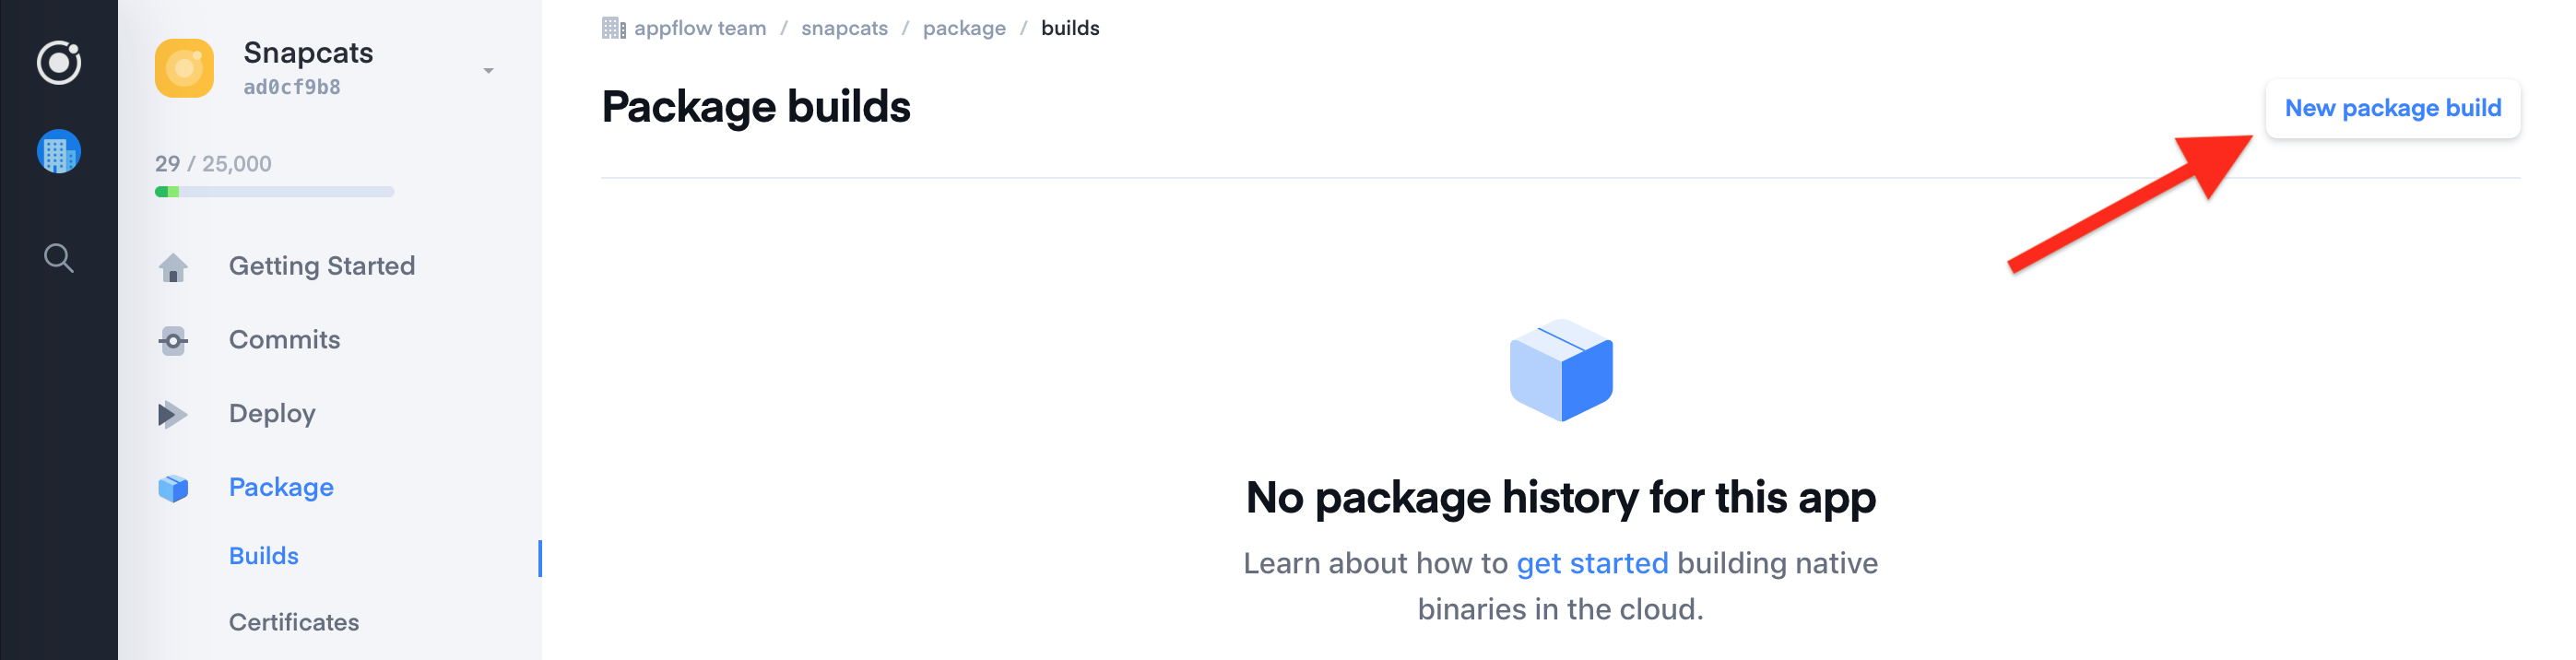 Snapcats
ad0cf9b8
29 / 25,000
Getting Started
Commits
Deploy
Package
Builds
Certificates
appflow team / snapcats / package / builds
Package builds
New package build
No package history for this app
Learn about how to get started building native
binaries in the cloud.